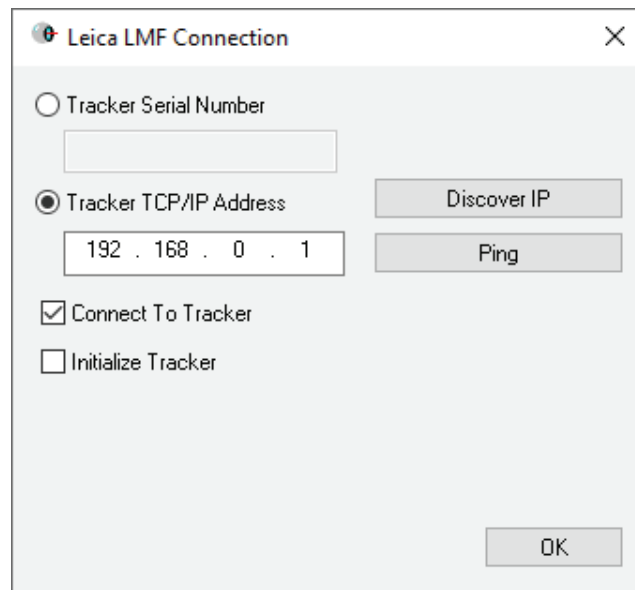 Leica LMF Connection
Tracker Serial Number
Tracker TCP/IP Address
Discover IP
192 . 168 . 0 . 1
Ping
Connect To Tracker
Initialize Tracker
OK